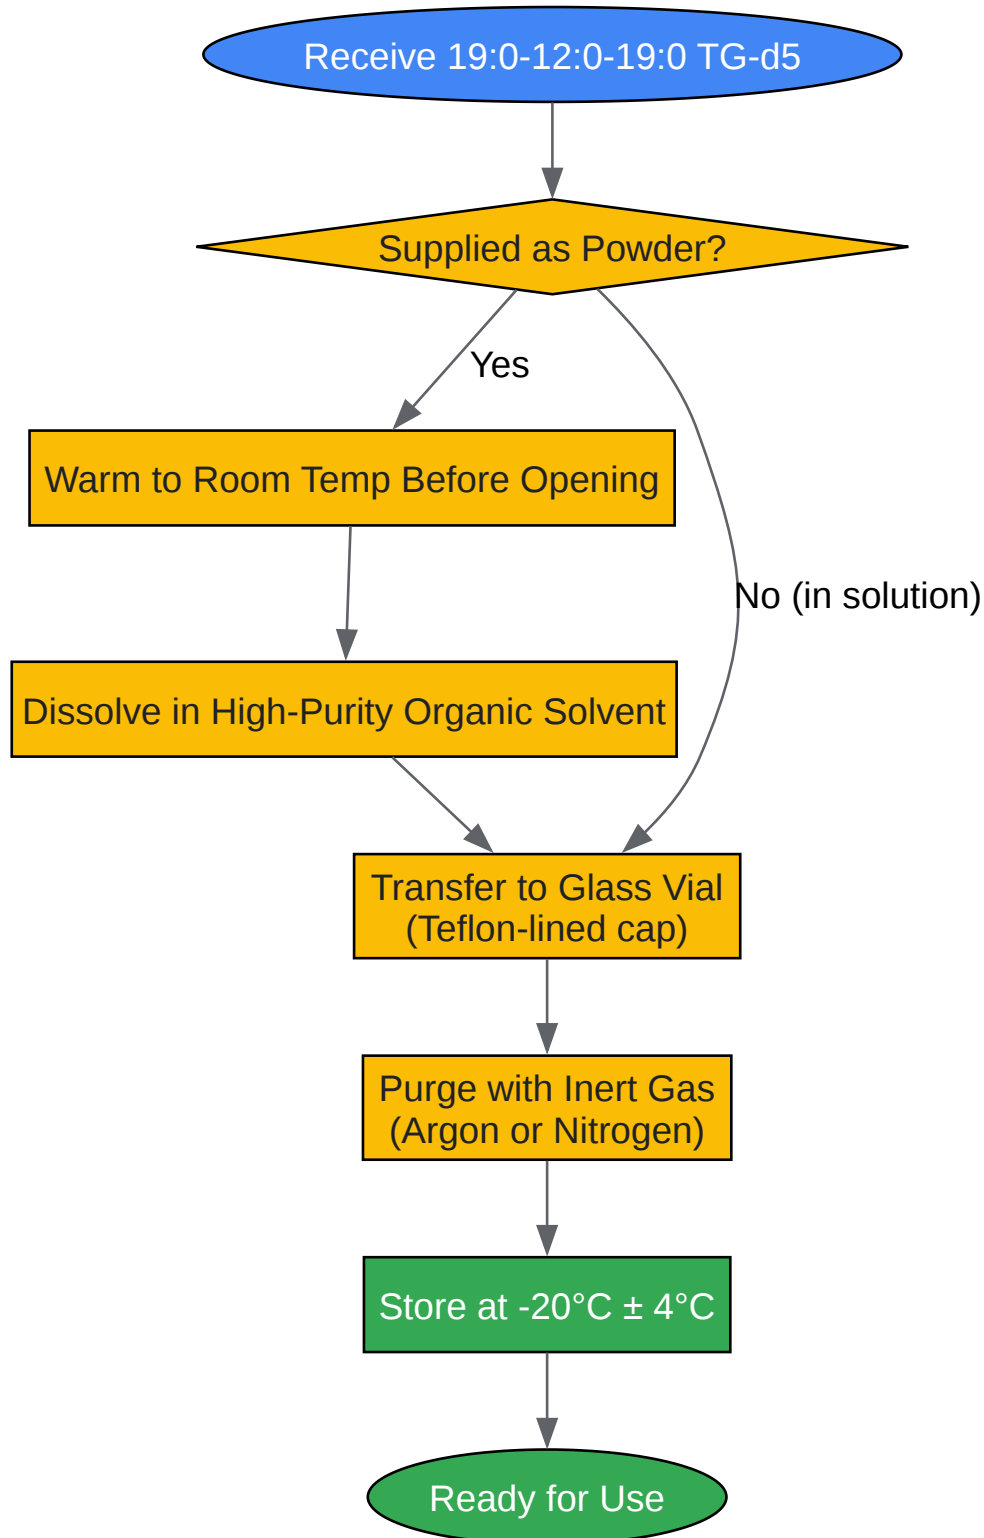 Receive 19:0-12:0-19:0 TG-d5
Supplied as Powder?
Yes
Warm to Room Temp Before Opening
No (in solution)
Dissolve in High-Purity Organic Solvent
Transfer to Glass Vial
(Teflon-lined cap)
Purge with Inert Gas
(Argon or Nitrogen)
Store at -20°C ± 4°C
Ready for Use